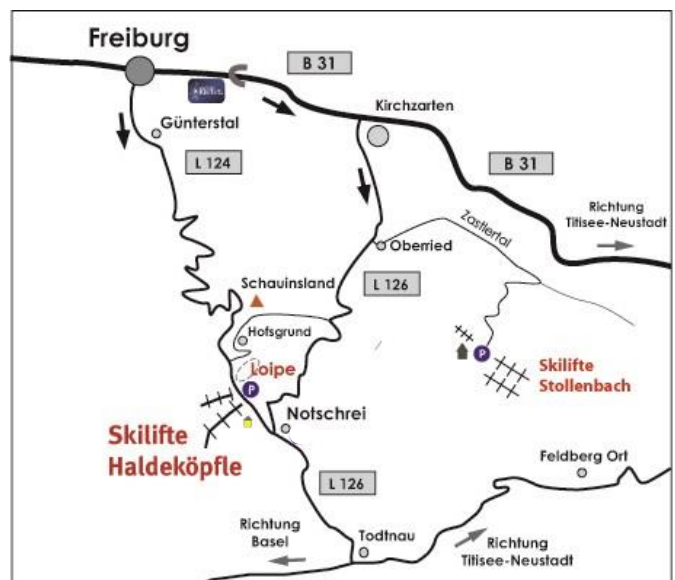 Freiburg
B 31
Kirchzarten
Günterstal
L 124
B 31
Richtung
Titisee-Neustadt
Zastlertal
Oberried
Schauinsland
L 126
Hofsgrund
Loipe
P
P
Skilifte
Stollenbach
Notschrei
Skilifte
Haldeköpfle
Feldberg Ort
L 126
Richtung
Basel
Todtnau
Richtung
Titisee-Neustadt